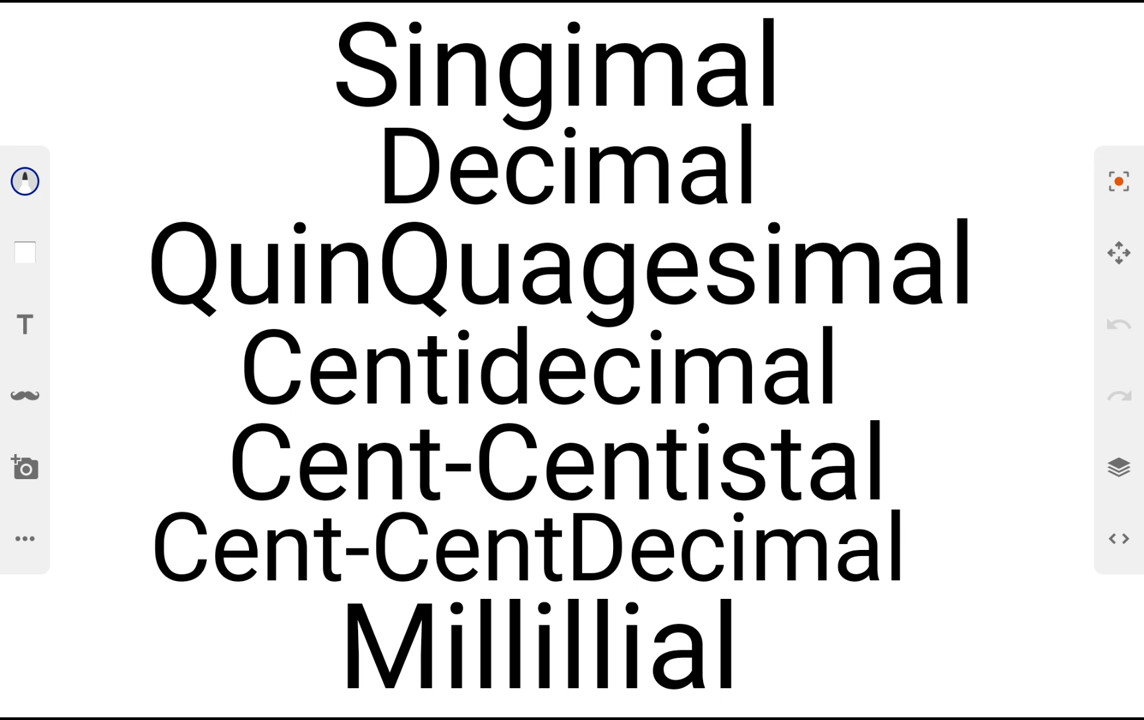 Singimal
Decimal
QuinQuagesimal
Centidecimal
Cent-Centistal
Cent-CentDecimal
Millillial
T